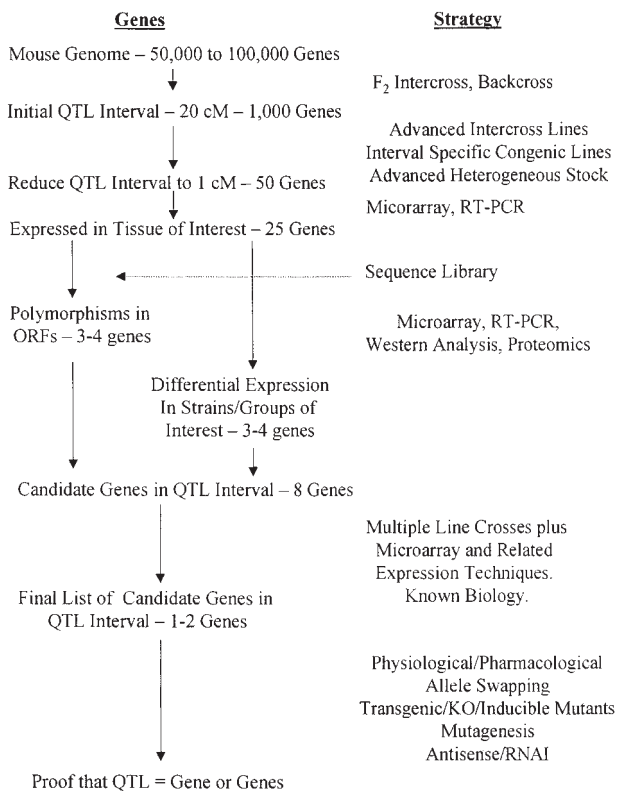 Genes
Strategy
Mouse Genome – 50,000 to 100,000 Genes
F2 Intercross, Backcross
Initial QTL Interval – 20 cM – 1,000 Genes
Advanced Intercross Lines
Interval Specific Congenic Lines
Advanced Heterogeneous Stock
Reduce QTL Interval to 1 cM – 50 Genes
Micorarray, RT-PCR
Expressed in Tissue of Interest – 25 Genes
Sequence Library
Polymorphisms in
ORFs – 3-4 genes
Microarray, RT-PCR,
Western Analysis, Proteomics
Differential Expression
In Strains/Groups of
Interest – 3-4 genes
Candidate Genes in QTL Interval – 8 Genes
Multiple Line Crosses plus
Microarray and Related
Expression Techniques.
Known Biology.
Final List of Candidate Genes in
QTL Interval – 1-2 Genes
Physiological/Pharmacological
Allele Swapping
Transgenic/KO/Inducible Mutants
Mutagenesis
Antisense/RNAI
Proof that QTL = Gene or Genes